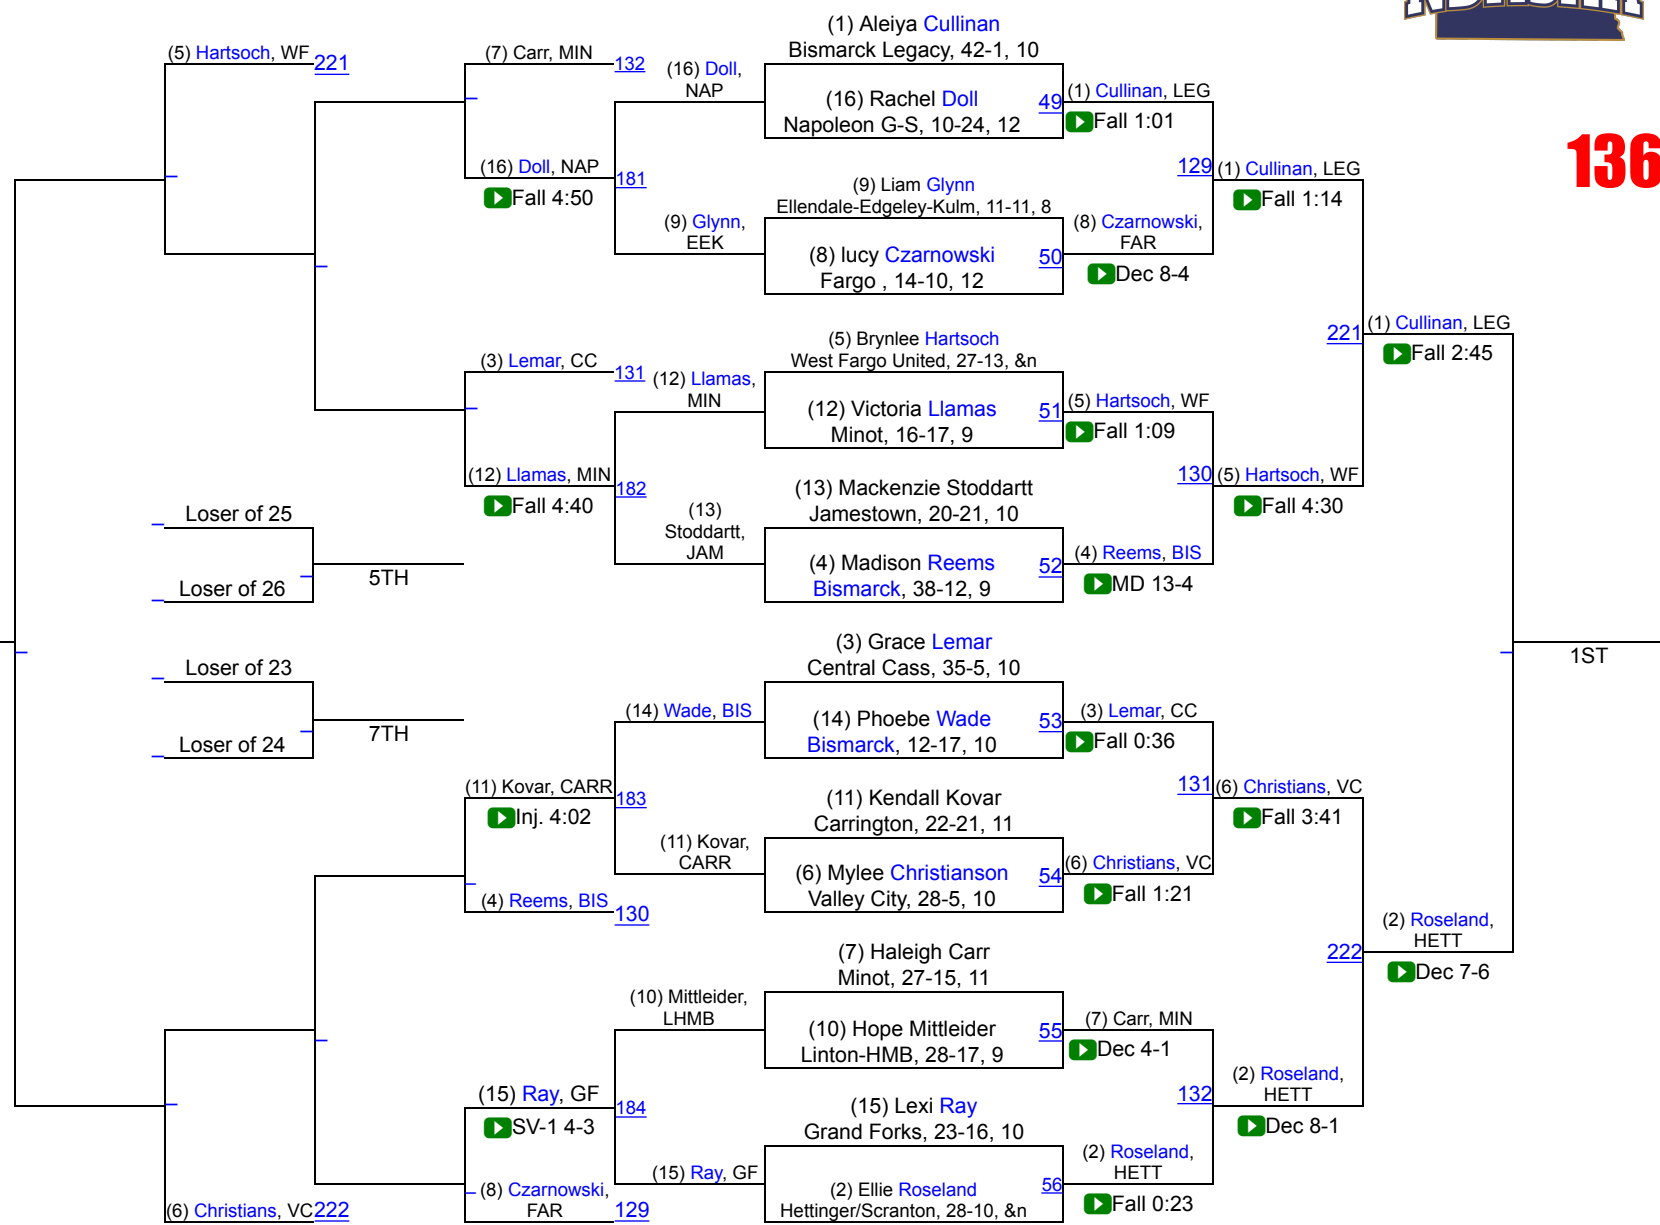 (1) Aleiya Cullinan
Bismarck Legacy, 42-1, 10
(16) Rachel Doll
Napoleon G-S, 10-24, 12
49
(9) Liam Glynn
Ellendale-Edgeley-Kulm, 11-11, 8
(8) lucy Czarnowski
Fargo , 14-10, 12
50
(5) Brynlee Hartsoch
West Fargo United, 27-13, &n
(12) Victoria Llamas
Minot, 16-17, 9
51
(13) Mackenzie Stoddartt
Jamestown, 20-21, 10
(4) Madison Reems
Bismarck, 38-12, 9
52
(3) Grace Lemar
Central Cass, 35-5, 10
(14) Phoebe Wade
Bismarck, 12-17, 10
53
(11) Kendall Kovar
Carrington, 22-21, 11
(6) Mylee Christianson
Valley City, 28-5, 10
54
(7) Haleigh Carr
Minot, 27-15, 11
(10) Hope Mittleider
Linton-HMB, 28-17, 9
55
(15) Lexi Ray
Grand Forks, 23-16, 10
(2) Ellie Roseland
Hettinger/Scranton, 28-10, &n
56
(1) Cullinan, LEG
Fall 1:01
129
(8) Czarnowski,
FAR
Dec 8-4
(5) Hartsoch, WF
Fall 1:09
130
(4) Reems, BIS
MD 13-4
(3) Lemar, CC
Fall 0:36
131
(6) Christians, VC
Fall 1:21
(7) Carr, MIN
Dec 4-1
132
(2) Roseland,
HETT
Fall 0:23
(1) Cullinan, LEG
Fall 1:14
221
(5) Hartsoch, WF
Fall 4:30
(6) Christians, VC
Fall 3:41
222
(2) Roseland,
HETT
Dec 8-1
(1) Cullinan, LEG
Fall 2:45
(2) Roseland,
HETT
Dec 7-6
1ST
136
(16) Doll,
NAP
181
(9) Glynn,
EEK
(12) Llamas,
MIN
182
(13)
Stoddartt,
JAM
(14) Wade, BIS
183
(11) Kovar,
CARR
(10) Mittleider,
LHMB
184
(15) Ray, GF
(7) Carr, MIN
132
(16) Doll, NAP
Fall 4:50
(3) Lemar, CC
131
(12) Llamas, MIN
Fall 4:40
(11) Kovar, CARR
Inj. 4:02
(4) Reems, BIS
130
(15) Ray, GF
SV-1 4-3
(8) Czarnowski,
FAR
129
(5) Hartsoch, WF
221
Loser of 25
Loser of 26
5TH
Loser of 23
Loser of 24
7TH
(6) Christians, VC
222